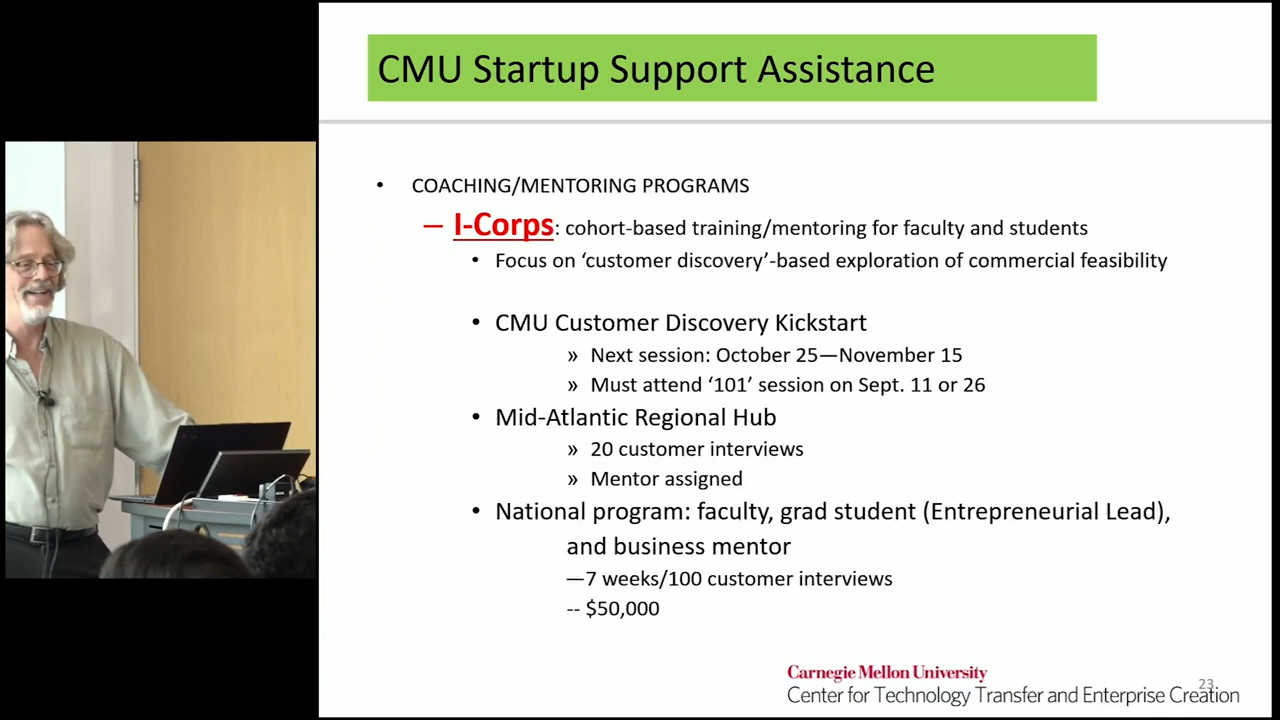 CMU Startup Support Assistance
• COACHING/MENTORING PROGRAMS
– I-Corps: cohort-based training/mentoring for faculty and students
• Focus on ‘customer discovery’-based exploration of commercial feasibility
• CMU Customer Discovery Kickstart
» Next session: October 25—November 15
» Must attend ‘101’ session on Sept. 11 or 26
• Mid-Atlantic Regional Hub
» 20 customer interviews
» Mentor assigned
• National program: faculty, grad student (Entrepreneurial Lead),
and business mentor
—7 weeks/100 customer interviews
-- $50,000
Carnegie Mellon University
Center for Technology Transfer and Enterprise Creation
23